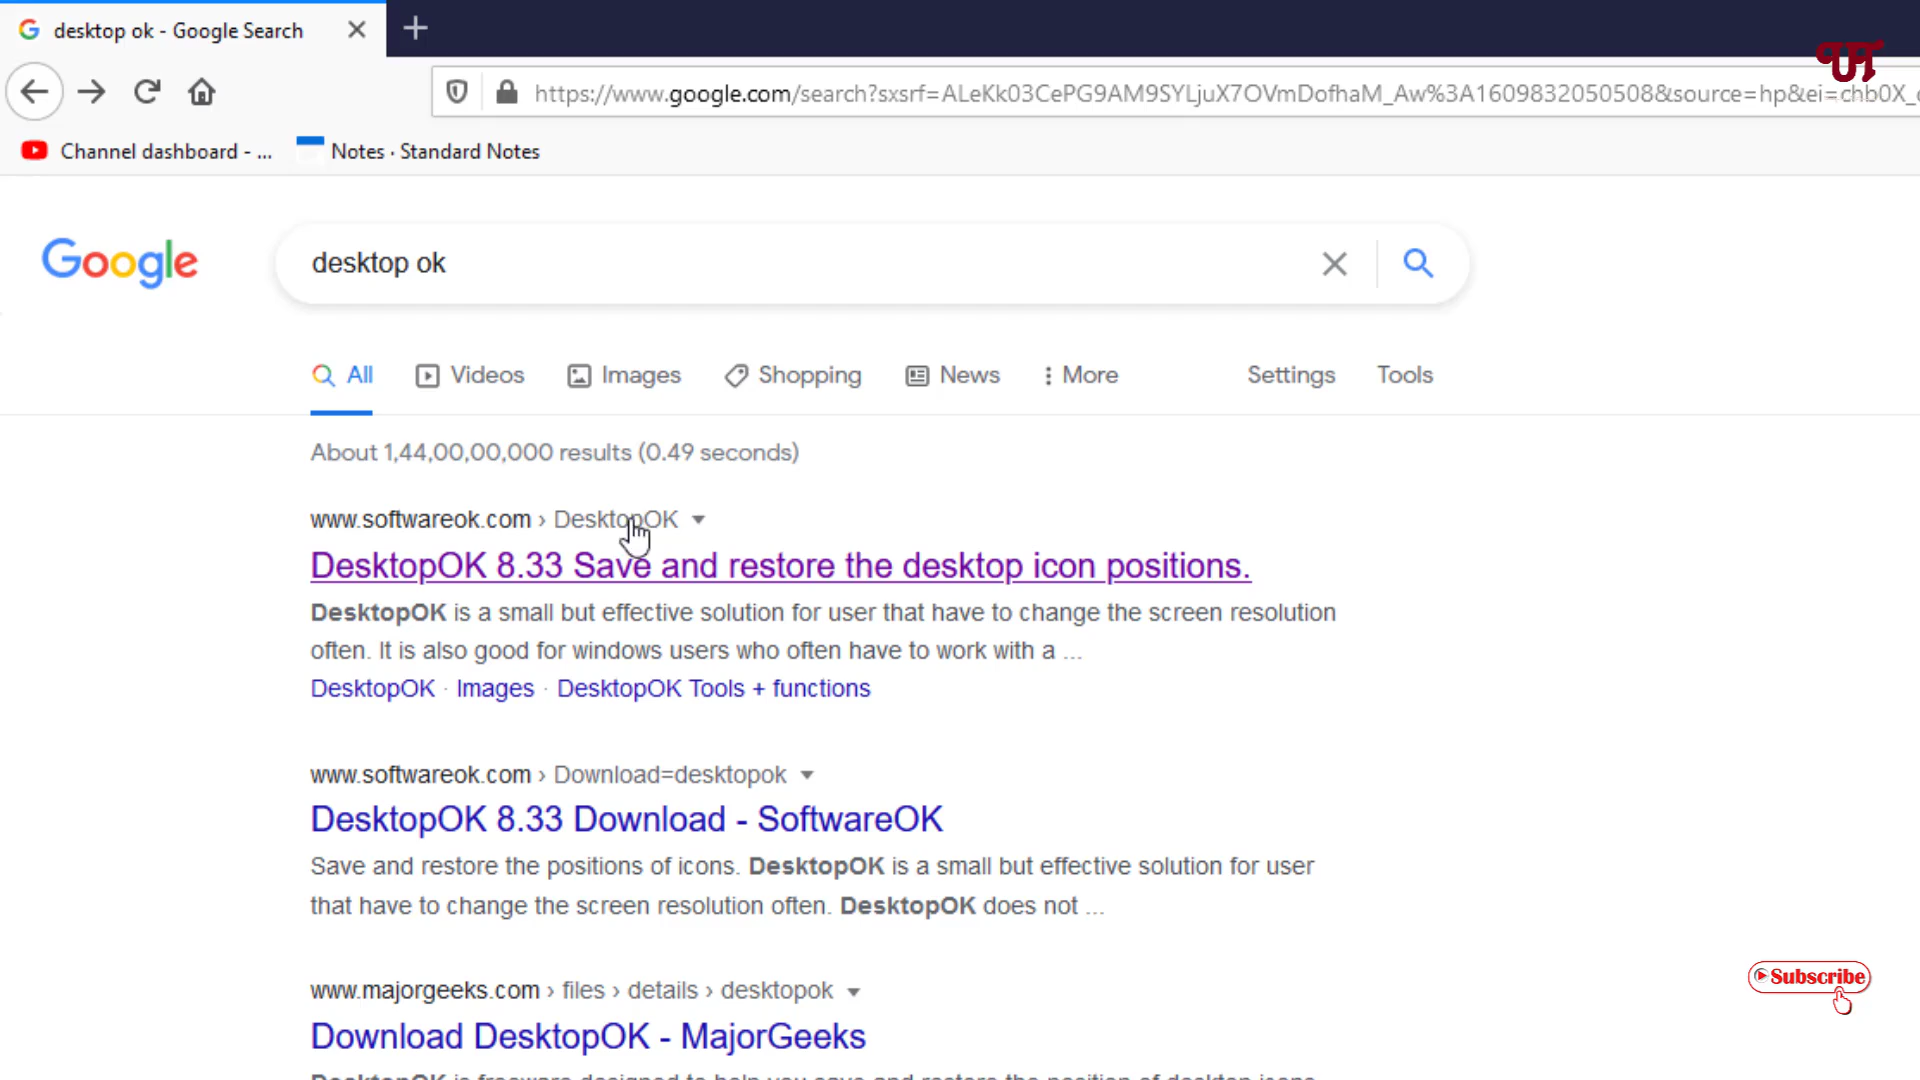 desktop ok - Google Search
https://www.google.com/search?sxsrf=ALeKk03CePG9AM9SYLjuX7OVmDofhaM_Aw%3A1609832050508&source=hp&ei=chb0X_
Channel dashboard - ...
Notes · Standard Notes
Google
desktop ok
All Videos Images Shopping News More Settings Tools
About 1,44,00,00,000 results (0.49 seconds)
www.softwareok.com › DesktopOK
DesktopOK 8.33 Save and restore the desktop icon positions.
DesktopOK is a small but effective solution for user that have to change the screen resolution
often. It is also good for windows users who often have to work with a ...
DesktopOK · Images · DesktopOK Tools + functions
www.softwareok.com › Download=desktopok
DesktopOK 8.33 Download - SoftwareOK
Save and restore the positions of icons. DesktopOK is a small but effective solution for user
that have to change the screen resolution often. DesktopOK does not ...
www.majorgeeks.com › files › details › desktopok
Download DesktopOK - MajorGeeks
DesktopOK is freeware designed to help you save and restore the position of desktop icons
Subscribe